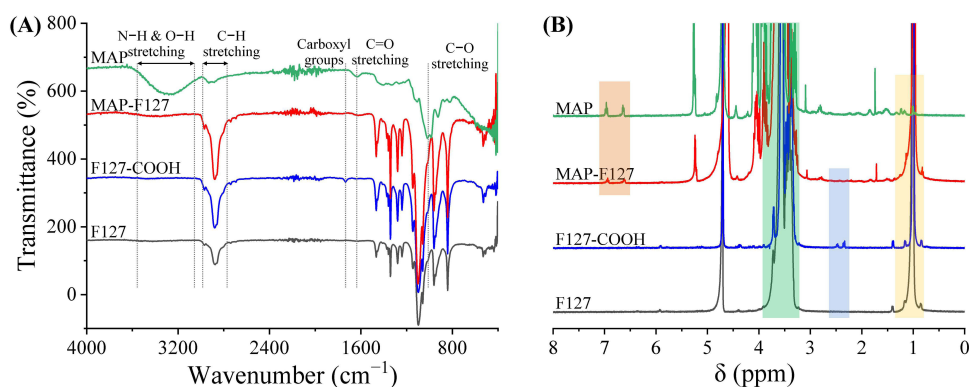 (A)
800
600
400
200
0
Transmittance (%)
N−H & O−H
stretching
C−H
stretching
Carboxyl
groups
C=O
stretching
C−O
stretching
MAP
MAP-F127
F127-COOH
F127
4000 3200 2400 1600 800
Wavenumber (cm−1)
(B)
MAP
MAP-F127
F127-COOH
F127
8 7 6 5 4 3 2 1 0
δ (ppm)